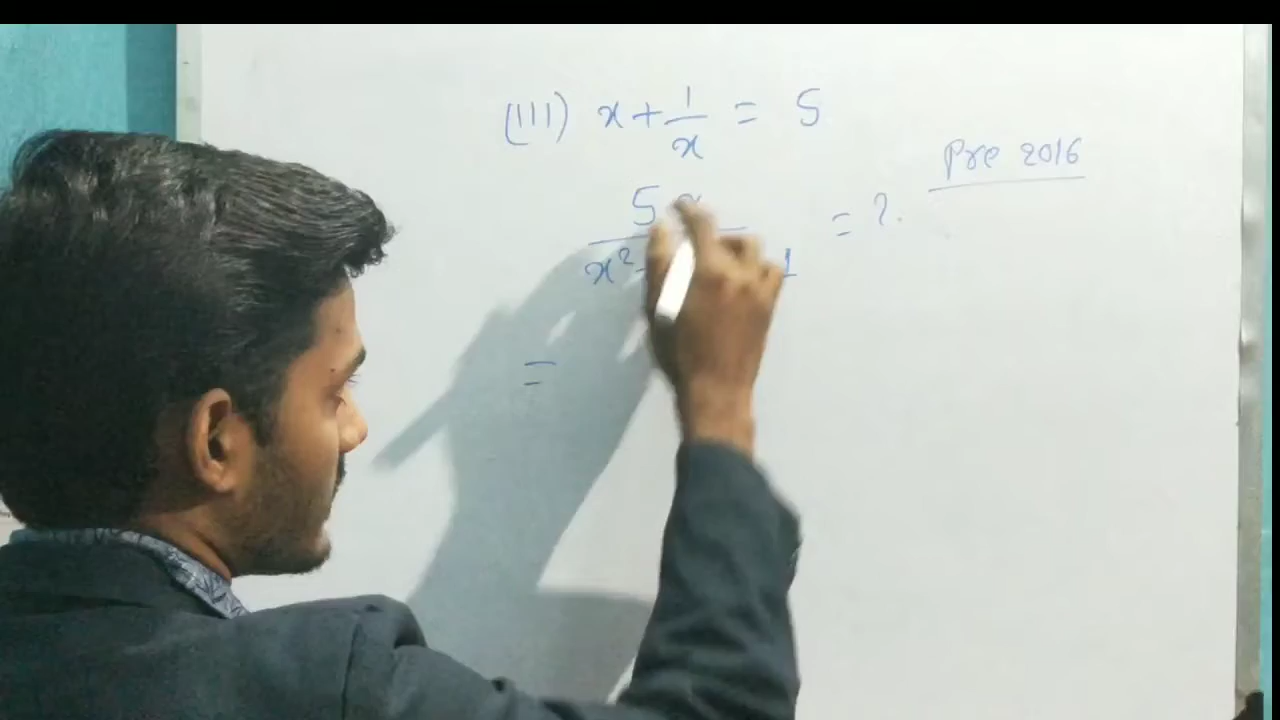 (III) x + 1/x = 5
Pre 2016
5x
= ?.
x² 1
=